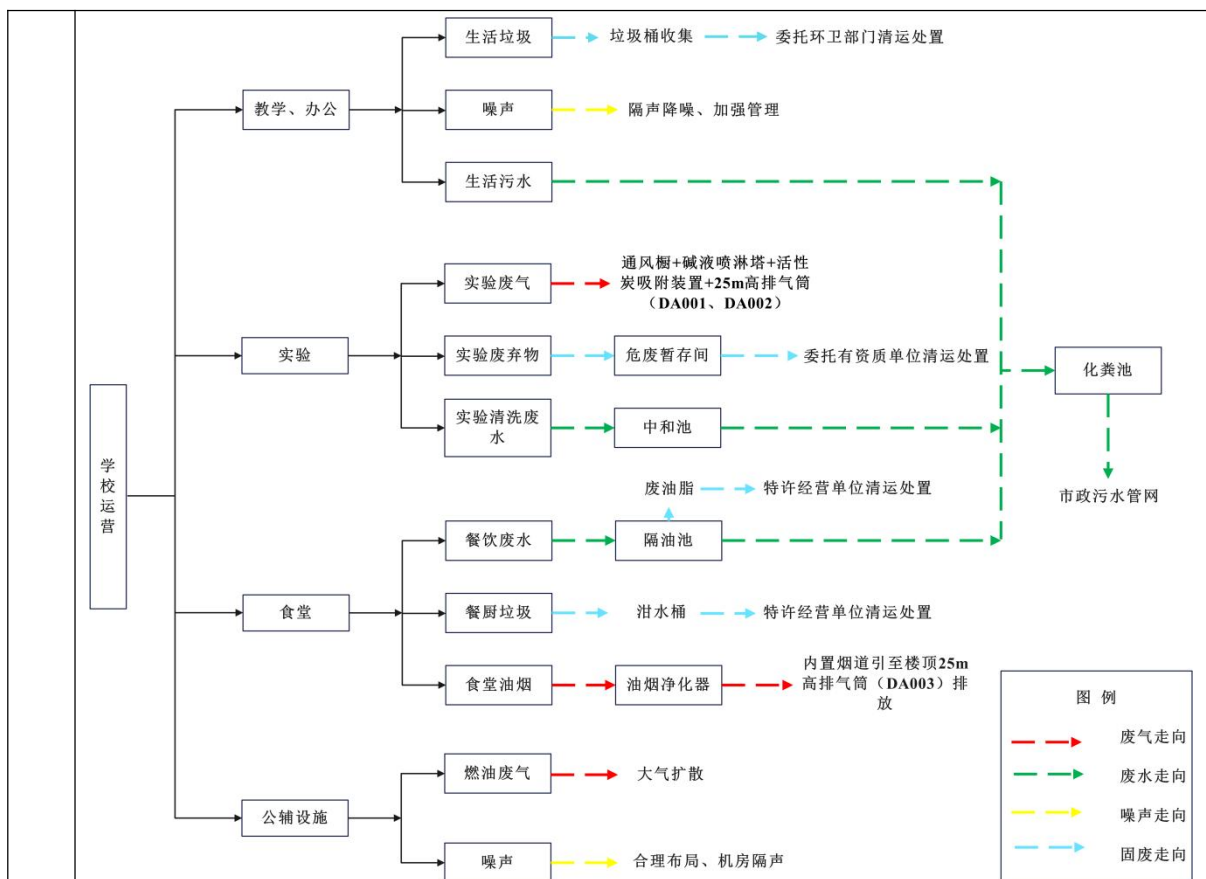 生活垃圾
垃圾桶收集
委托环卫部门清运处置
教学、办公
噪声
隔声降噪、加强管理
生活污水
实验废气
通风橱+碱液喷淋塔+活性
炭吸附装置+25m高排气筒
（DA001、DA002）
实验
实验废弃物
危废暂存间
委托有资质单位清运处置
化粪池
实验清洗废
水
中和池
学
校
运
营
废油脂
特许经营单位清运处置
市政污水管网
餐饮废水
隔油池
食堂
餐厨垃圾
泔水桶
特许经营单位清运处置
食堂油烟
油烟净化器
内置烟道引至楼顶25m
高排气筒（DA003）排
放
燃油废气
大气扩散
公辅设施
噪声
合理布局、机房隔声
图 例
废气走向
废水走向
噪声走向
固废走向